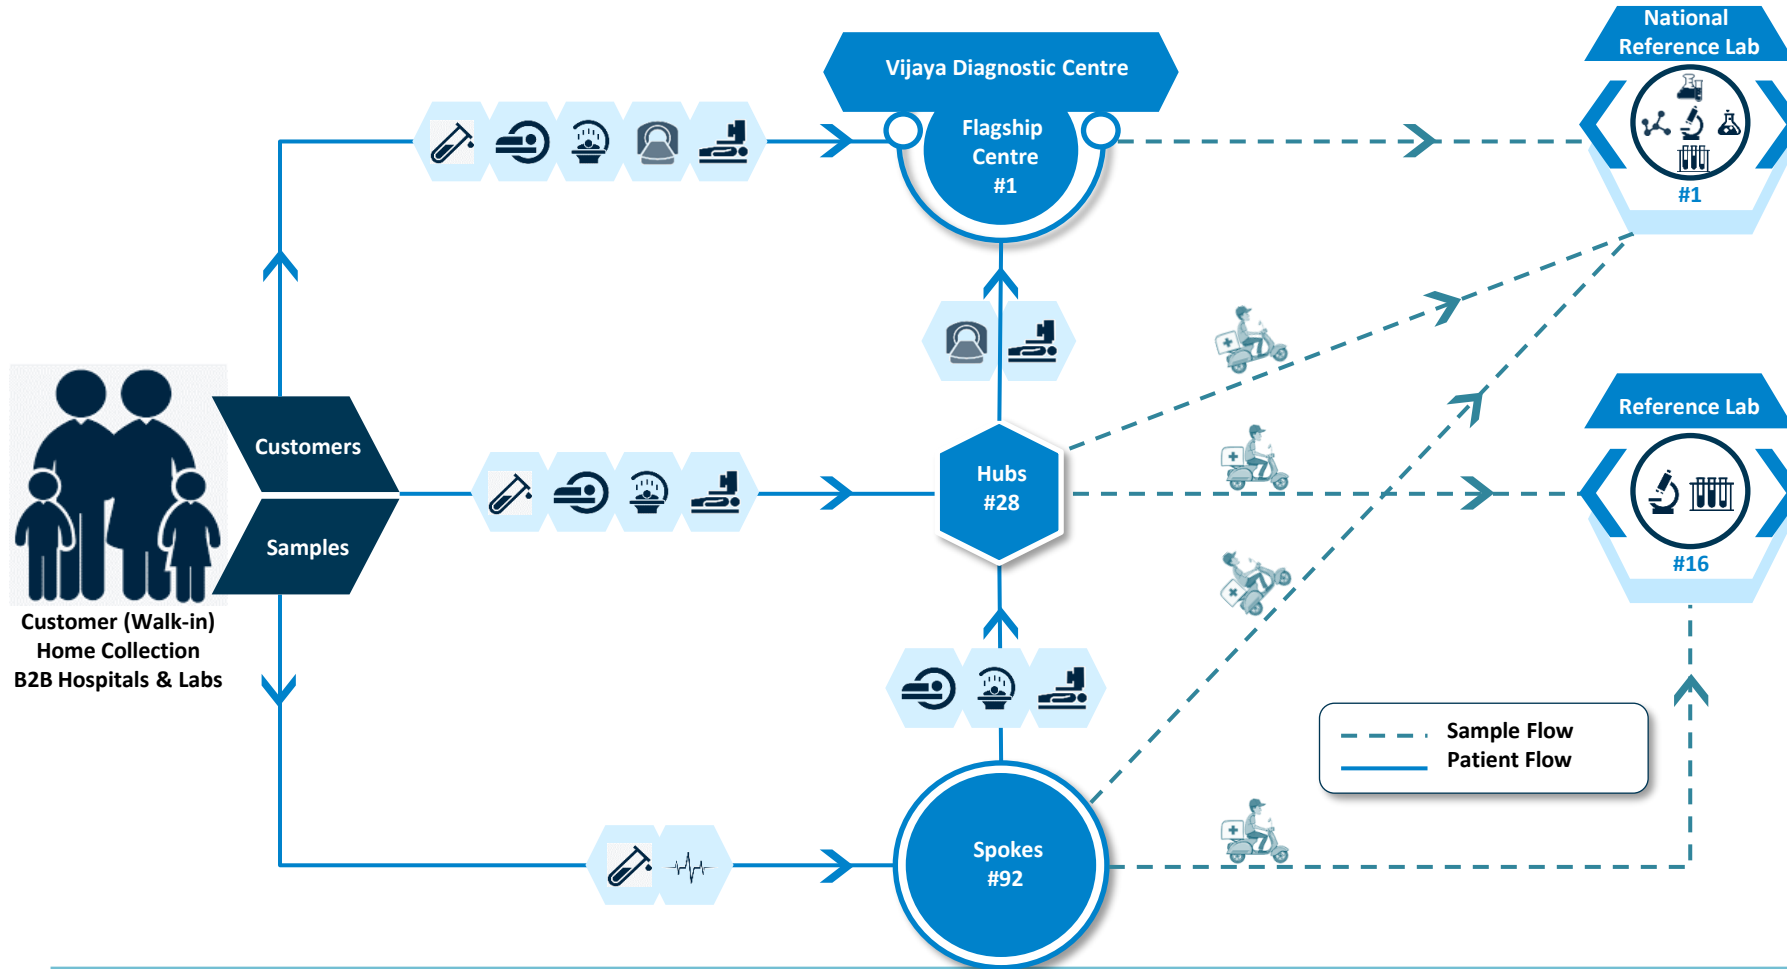 National
Reference Lab
#1
Vijaya Diagnostic Centre
Flagship
Centre
#1
Customers
Samples
Customer (Walk-in)
Home Collection
B2B Hospitals & Labs
Hubs
#28
Reference Lab
#16
Sample Flow
Patient Flow
Spokes
#92